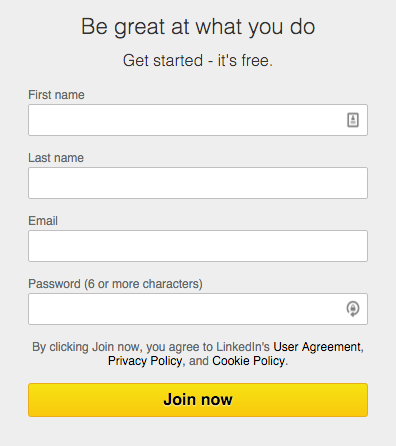 Be great at what you do
Get started - it's free.
First name
Last name
Email
Password (6 or more characters)
By clicking Join now, you agree to LinkedIn's User Agreement,
Privacy Policy, and Cookie Policy.
Join now